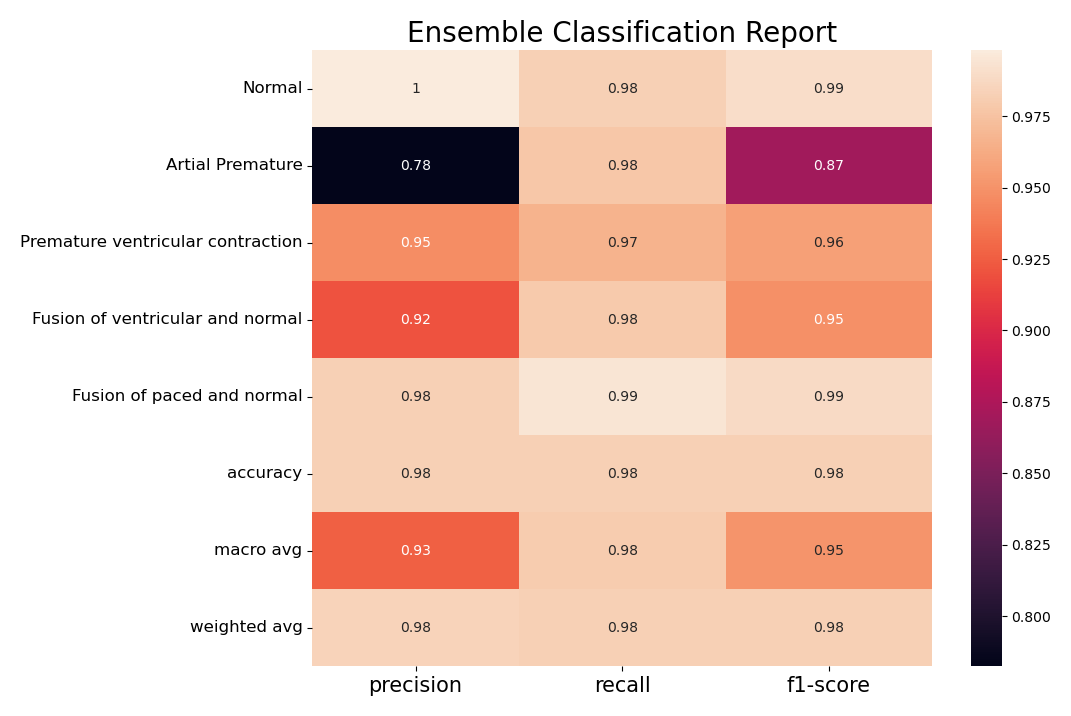 Ensemble Classification Report
Normal 1 0.98 0.99
Artial Premature 0.78 0.98 0.87
Premature ventricular contraction 0.95 0.97 0.96
Fusion of ventricular and normal 0.92 0.98 0.95
Fusion of paced and normal 0.98 0.99 0.99
accuracy 0.98 0.98 0.98
macro avg 0.93 0.98 0.95
weighted avg 0.98 0.98 0.98
precision recall f1-score
0.975
0.950
0.925
0.900
0.875
0.850
0.825
0.800